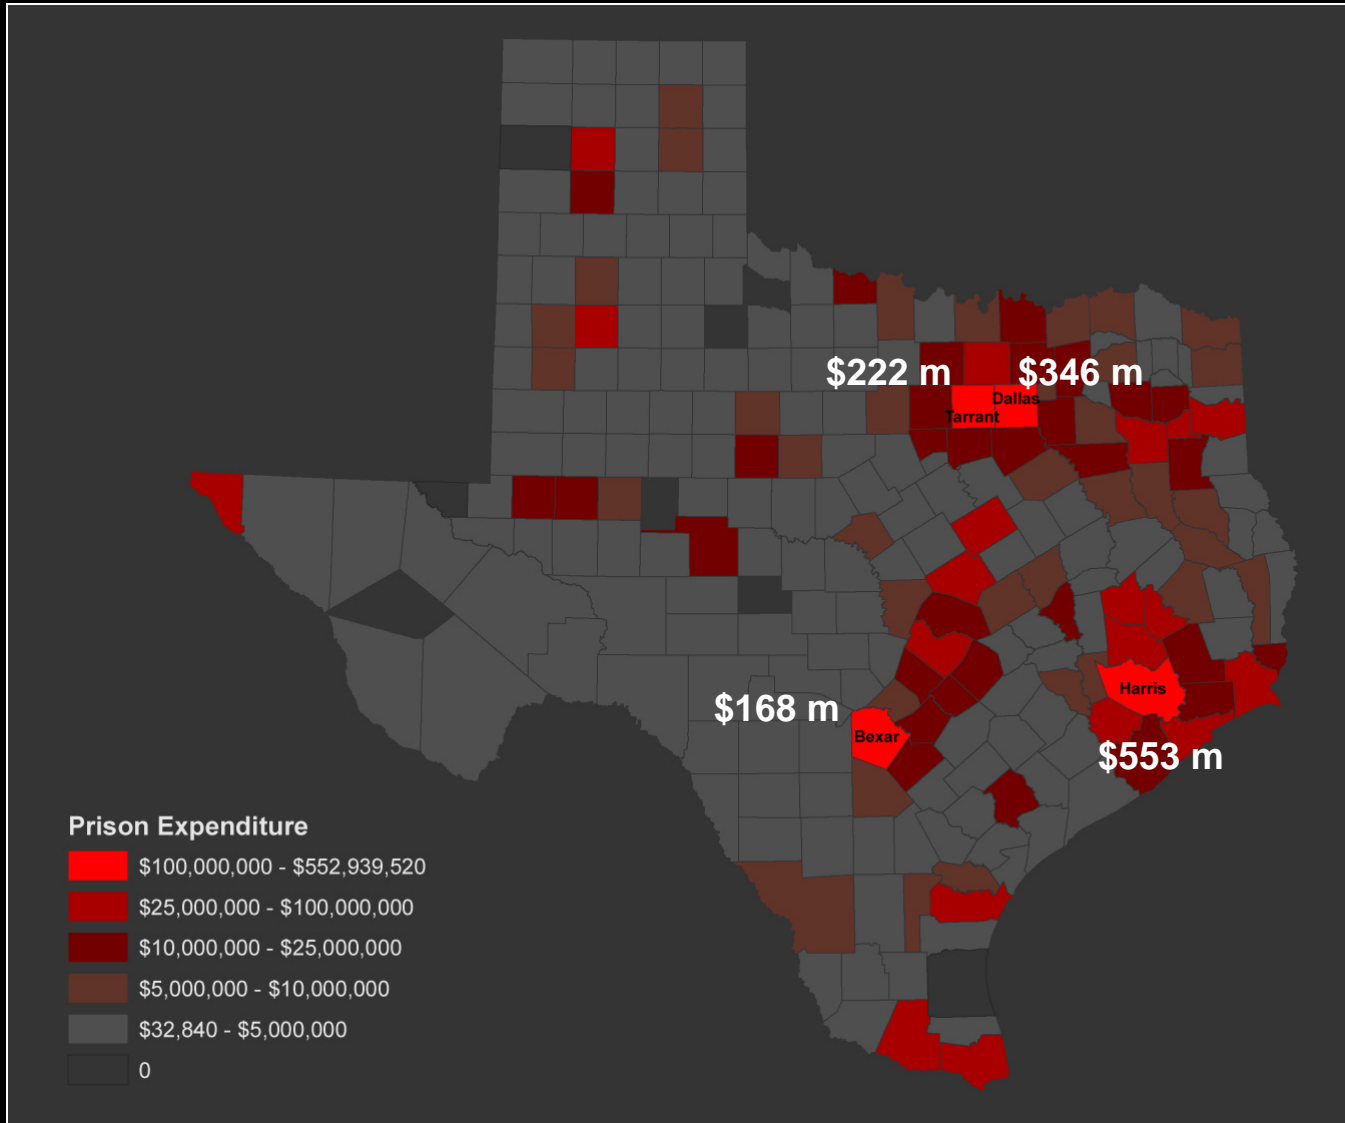 $222 m
$346 m
Dallas
Tarrant
Harris
$168 m
Bexar
$553 m
Prison Expenditure
$100,000,000 - $552,939,520
$25,000,000 - $100,000,000
$10,000,000 - $25,000,000
$5,000,000 - $10,000,000
$32,840 - $5,000,000
0